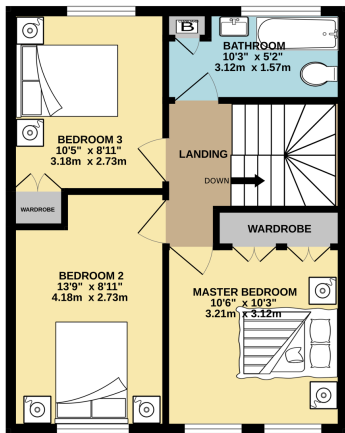 B
BATHROOM
10'3" x 5'2"
3.12m x 1.57m
BEDROOM 3
10'5" x 8'11"
3.18m x 2.73m
LANDING
DOWN
WARDROBE
WARDROBE
BEDROOM 2
13'9" x 8'11"
4.18m x 2.73m
MASTER BEDROOM
10'6" x 10'3"
3.21m x 3.12m